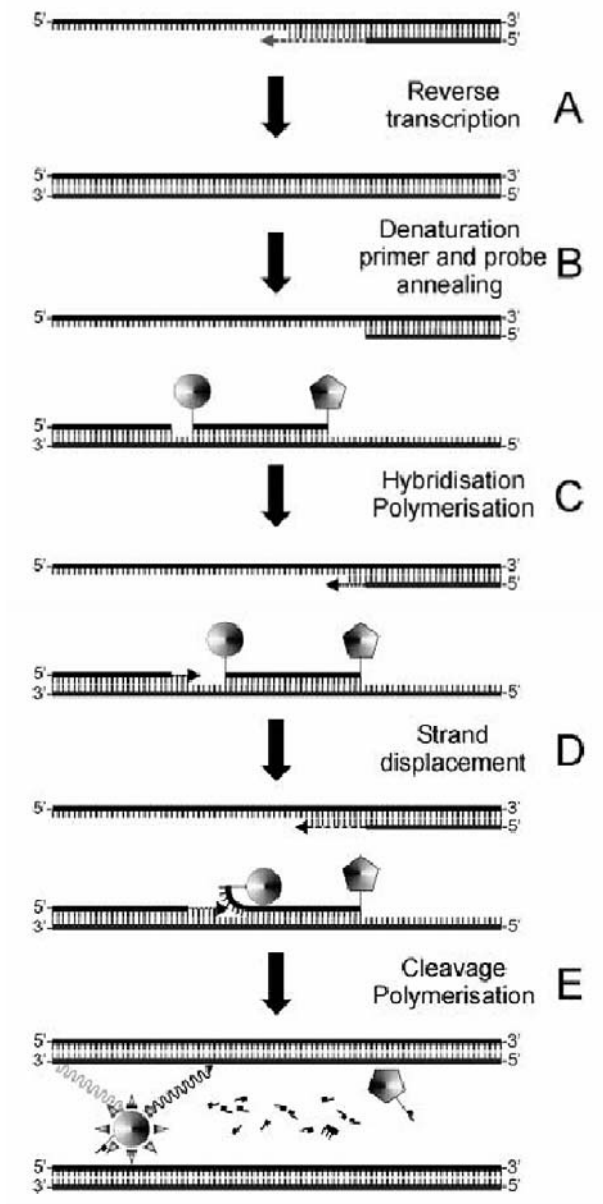 5' -3'
-5'
Reverse
transcription A
5' -3'
3' -5'
Denaturation
primer and probe B
annealing
5' -3'
-5'
5'
3' -5'
Hybridisation
Polymerisation C
5' -3'
-5'
5'
3' -5'
Strand
displacement D
5' -3'
-5'
5'
3' -5'
Cleavage
Polymerisation E
5' -3'
3' -5'
5' -3'
3' -5'